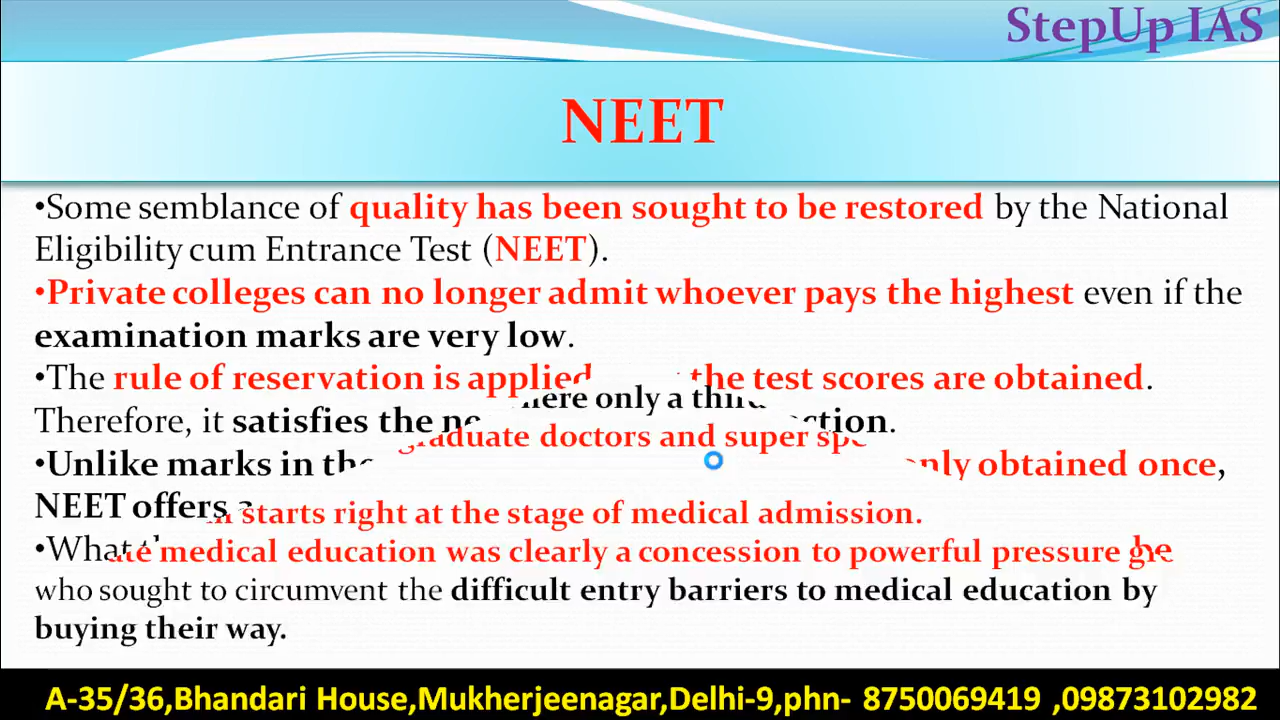 StepUp IAS
NEET
•Some semblance of quality has been sought to be restored by the National
Eligibility cum Entrance Test (NEET).
•Private colleges can no longer admit whoever pays the highest even if the
examination marks are very low.
•The rule of reservation is applied the test scores are obtained.
only a third
Therefore, it satisfies the
doctors and super
•Unlike marks in the only obtained once,
NEET offers
starts right at the stage of medical admission.
•What medical education was clearly a concession to powerful pressure
who sought to circumvent the difficult entry barriers to medical education by
buying their way.
A-35/36,Bhandari House,Mukherjeenagar,Delhi-9,phn- 8750069419 ,09873102982